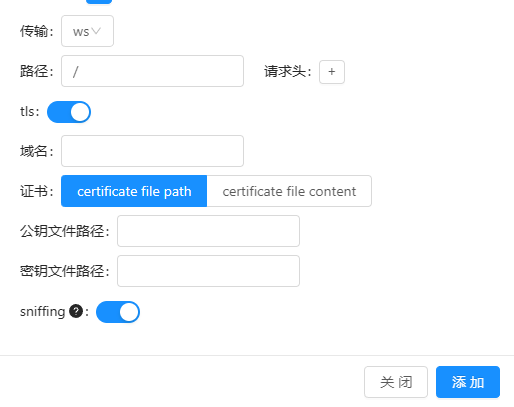 传输: ws
路径: / 请求头: +
tls:
域名:
证书: certificate file path certificate file content
公钥文件路径:
密钥文件路径:
sniffing ? :
关 闭 添 加